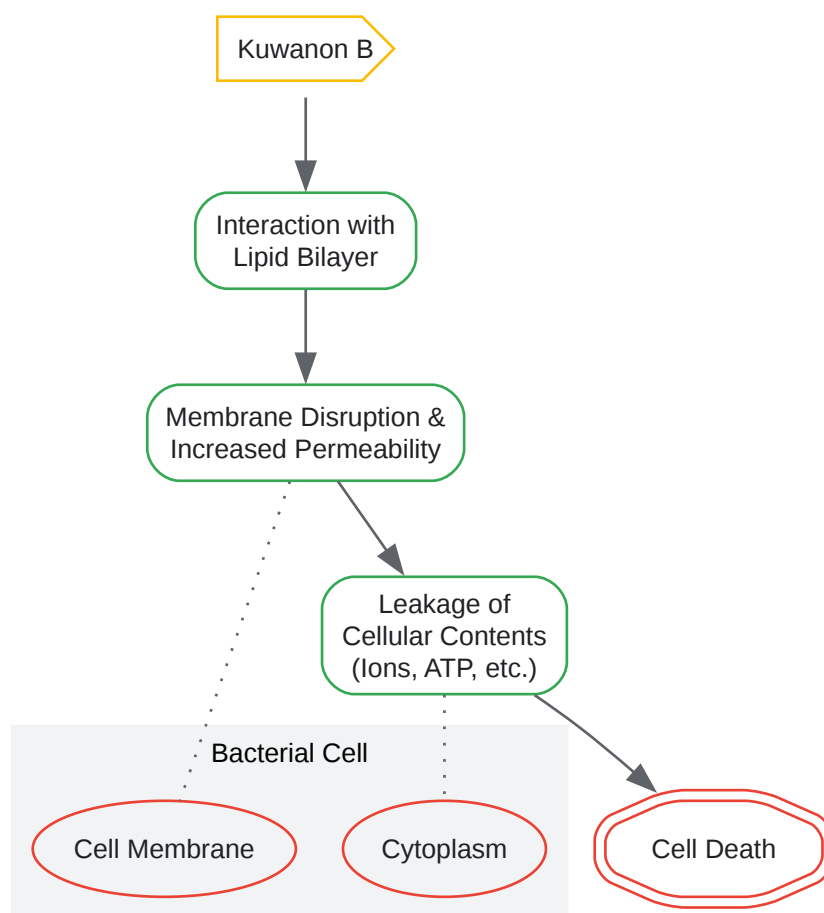 Kuwanon B
Interaction with
Lipid Bilayer
Membrane Disruption &
Increased Permeability
Leakage of
Cellular Contents
(Ions, ATP, etc.)
Bacterial Cell
Cell Membrane
Cytoplasm
Cell Death